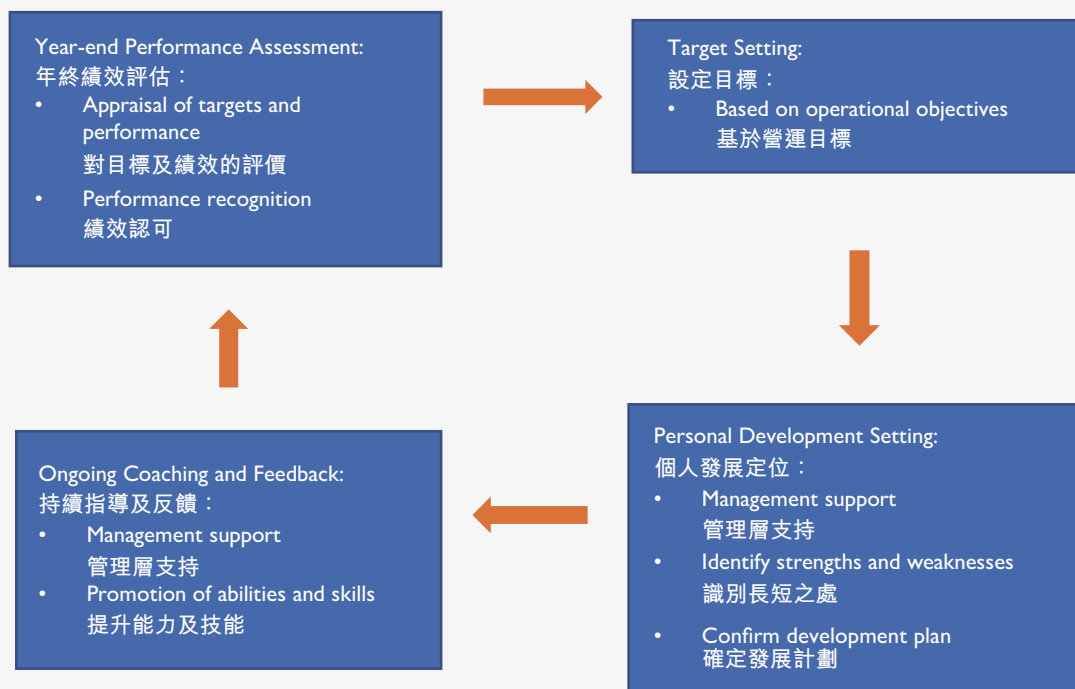 Year-end Performance Assessment:
年終績效評估：
• Appraisal of targets and
performance
對目標及績效的評價
• Performance recognition
績效認可
Target Setting:
設定目標：
• Based on operational objectives
基於營運目標
Ongoing Coaching and Feedback:
持續指導及反饋：
• Management support
管理層支持
• Promotion of abilities and skills
提升能力及技能
Personal Development Setting:
個人發展定位：
• Management support
管理層支持
• Identify strengths and weaknesses
識別長短之處
• Confirm development plan
確定發展計劃